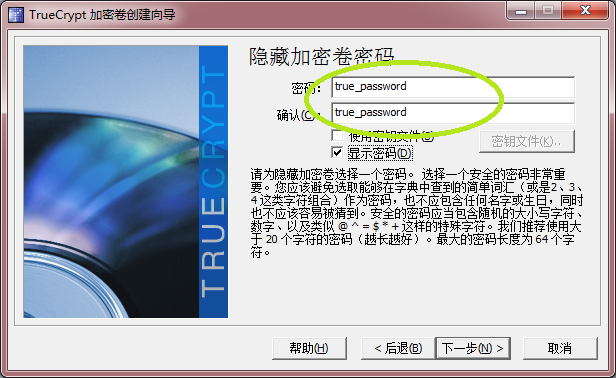 TrueCrypt 加密卷创建向导
TRUECRYPT
隐藏加密卷密码
密码： true_password
确认(C): true_password
使用密钥文件(S)
密钥文件(K)..
显示密码(D)
请为隐藏加密卷选择一个密码。 选择一个安全的密码非常重
要。您应该避免选取能够在字典中查到的简单词汇（或是2、3、
4 这类字符组合）作为密码，也不应包含任何名字或生日，同时
也不应该容易被猜到。安全的密码应当包含随机的大小写字符、
数字、以及类似 @ ^ = $ * + 这样的特殊字符。我们推荐使用大
于 20 个字符的密码（越长越好）。最大的密码长度为 64 个字
符。
帮助(H)
< 后退(B)
下一步(N) >
取消